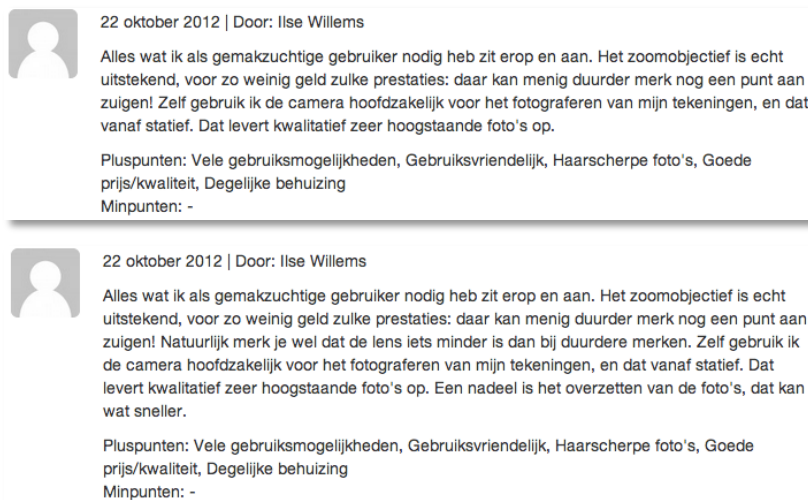 22 oktober 2012 | Door: Ilse Willems
Alles wat ik als gemakzuchtige gebruiker nodig heb zit erop en aan. Het zoomobjectief is echt
uitstekend, voor zo weinig geld zulke prestaties: daar kan menig duurder merk nog een punt aan
zuigen! Zelf gebruik ik de camera hoofdzakelijk voor het fotograferen van mijn tekeningen, en dat
vanaf statief. Dat levert kwalitatief zeer hoogstaande foto's op.
Pluspunten: Vele gebruiksmogelijkheden, Gebruiksvriendelijk, Haarscherpe foto's, Goede
prijs/kwaliteit, Degelijke behuizing
Minpunten: -
22 oktober 2012 | Door: Ilse Willems
Alles wat ik als gemakzuchtige gebruiker nodig heb zit erop en aan. Het zoomobjectief is echt
uitstekend, voor zo weinig geld zulke prestaties: daar kan menig duurder merk nog een punt aan
zuigen! Natuurlijk merk je wel dat de lens iets minder is dan bij duurdere merken. Zelf gebruik ik
de camera hoofdzakelijk voor het fotograferen van mijn tekeningen, en dat vanaf statief. Dat
levert kwalitatief zeer hoogstaande foto's op. Een nadeel is het overzetten van de foto's, dat kan
wat sneller.
Pluspunten: Vele gebruiksmogelijkheden, Gebruiksvriendelijk, Haarscherpe foto's, Goede
prijs/kwaliteit, Degelijke behuizing
Minpunten: -